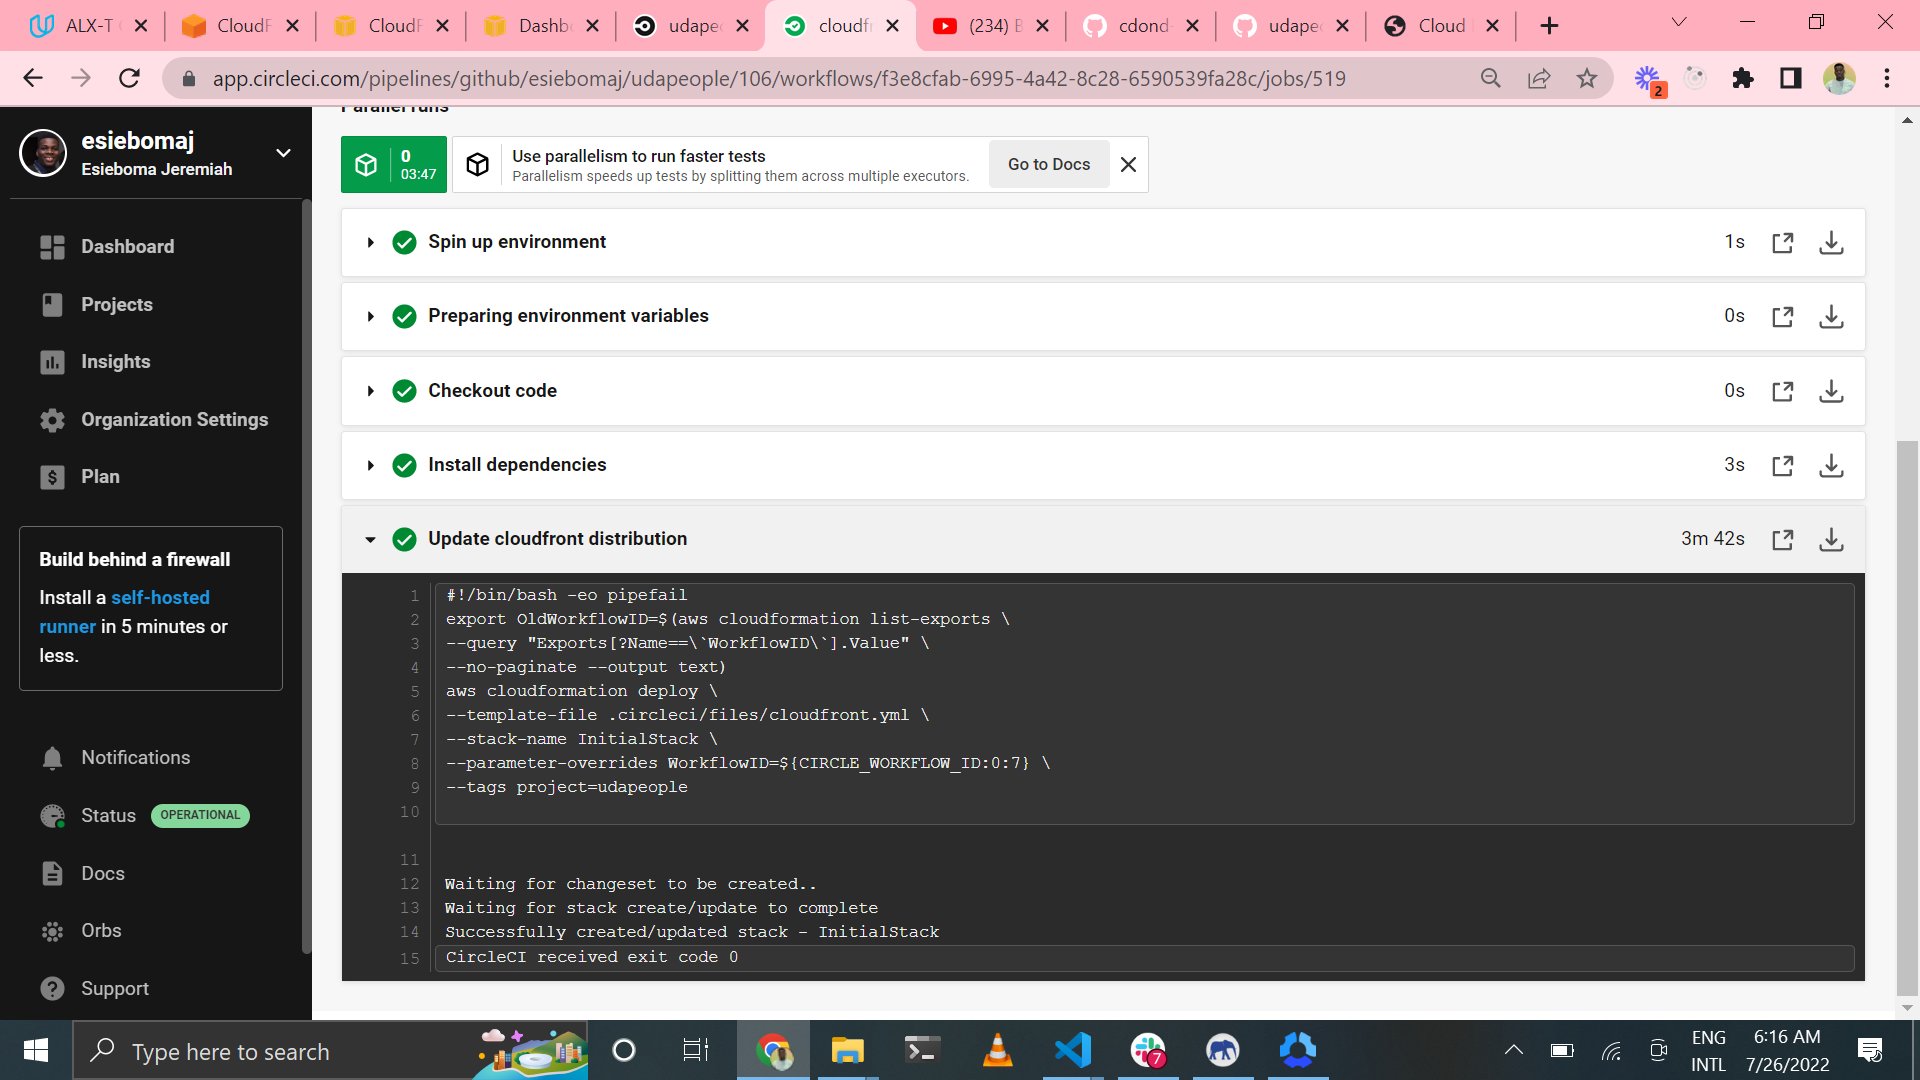 ALX-T
CloudF
CloudF
Dashbo
udapeo
cloudfr
(234) B
cdond-
udapeo
Cloud
app.circleci.com/pipelines/github/esiebomaj/udapeople/106/workflows/f3e8cfab-6995-4a42-8c28-6590539fa28c/jobs/519
2
Parallel runs
esiebomaj
Esieboma Jeremiah
0
03:47
Use parallelism to run faster tests
Parallelism speeds up tests by splitting them across multiple executors.
Go to Docs
Dashboard
Projects
Insights
Organization Settings
Plan
Build behind a firewall
Install a self-hosted
runner in 5 minutes or
less.
Notifications
Status OPERATIONAL
Docs
Orbs
Support
Spin up environment 1s
Preparing environment variables 0s
Checkout code 0s
Install dependencies 3s
Update cloudfront distribution 3m 42s
1 #!/bin/bash -eo pipefail
2 export OldWorkflowID=$(aws cloudformation list-exports \
3 --query "Exports[?Name==\`WorkflowID\`].Value" \
4 --no-paginate --output text)
5 aws cloudformation deploy \
6 --template-file .circleci/files/cloudfront.yml \
7 --stack-name InitialStack \
8 --parameter-overrides WorkflowID=${CIRCLE_WORKFLOW_ID:0:7} \
9 --tags project=udapeople
10
11
12 Waiting for changeset to be created..
13 Waiting for stack create/update to complete
14 Successfully created/updated stack - InitialStack
15 CircleCI received exit code 0
Type here to search
7
ENG
INTL
6:16 AM
7/26/2022